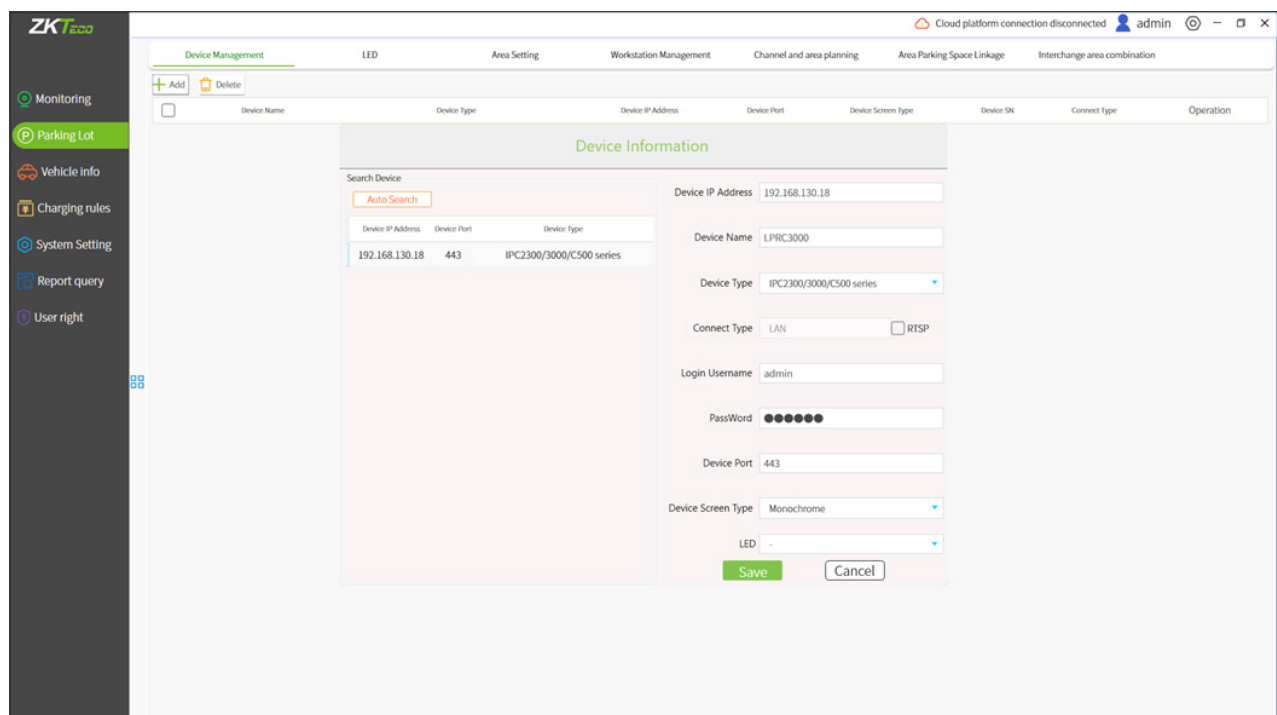 ZKTeco
Cloud platform connection disconnected admin
Device Management LED Area Setting Workstation Management Channel and area planning Area Parking Space Linkage Interchange area combination
Add Delete
Device Name Device Type Device IP Address Device Port Device Screen Type Device SN Connect Type Operation
Monitoring
Parking Lot
Vehicle info
Charging rules
System Setting
Report query
User right
Device Information
Search Device
Auto Search
Device IP Address Device Port Device Type
192.168.130.18 443 IPC2300/3000/C500 series
Device IP Address 192.168.130.18
Device Name LPRC3000
Device Type IPC2300/3000/C500 series
Connect Type LAN RTSP
Login Username admin
PassWord ●●●●●●
Device Port 443
Device Screen Type Monochrome
LED -
Save Cancel